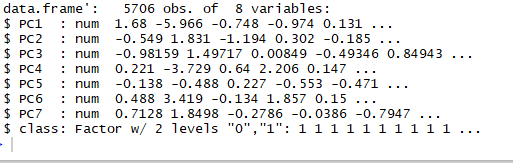 data.frame':   5706 obs. of  8 variables:
$ PC1  : num  1.68 -5.966 -0.748 -0.974 0.131 ...
$ PC2  : num  -0.549 1.831 -1.194 0.302 -0.185 ...
$ PC3  : num  -0.98159 1.49717 0.00849 -0.49346 0.84943 ...
$ PC4  : num  0.221 -3.729 0.64 2.206 0.147 ...
$ PC5  : num  -0.138 -0.488 0.227 -0.553 -0.471 ...
$ PC6  : num  0.488 3.419 -0.134 1.857 0.15 ...
$ PC7  : num  0.7128 1.8498 -0.2786 -0.0386 -0.7947 ...
$ class: Factor w/ 2 levels "0","1": 1 1 1 1 1 1 1 1 1 1 ...